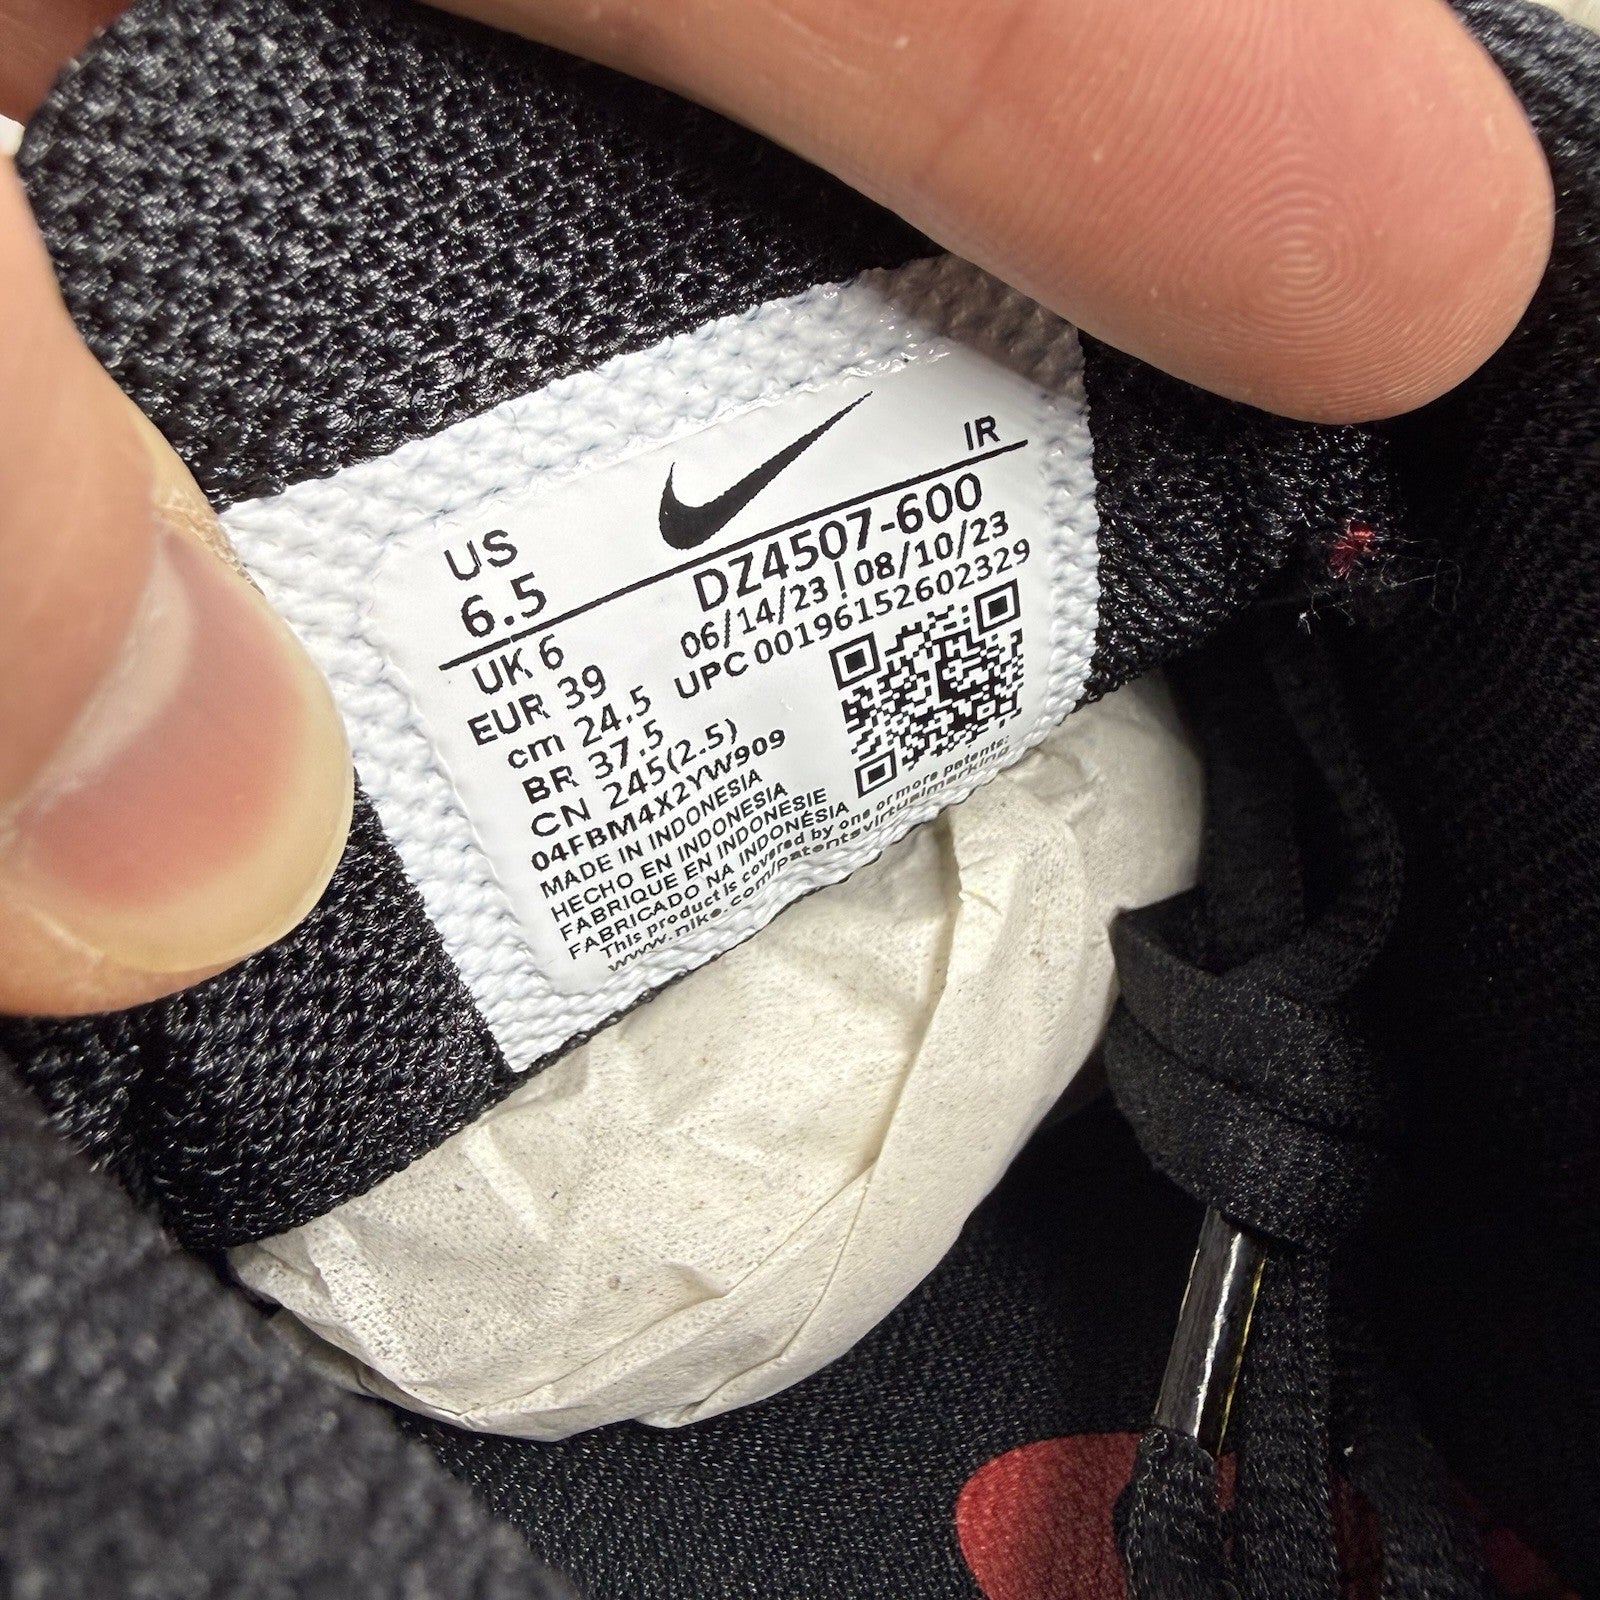 IR
US
6.5
DZ4507-600
06/14/23 | 08/10/23
UPC 00196152602329
UK 6
EUR 39
cm 24.5
BR 37.5
CN 245(2.5)
04FBM4X2YW909
MADE IN INDONESIA
HECHO EN INDONESIA
FABRIQUE EN INDONESIE
FABRICADO NA INDONÉSIA
This product is covered by one or more patents:
www.nike.com/patentsvirtualmarking